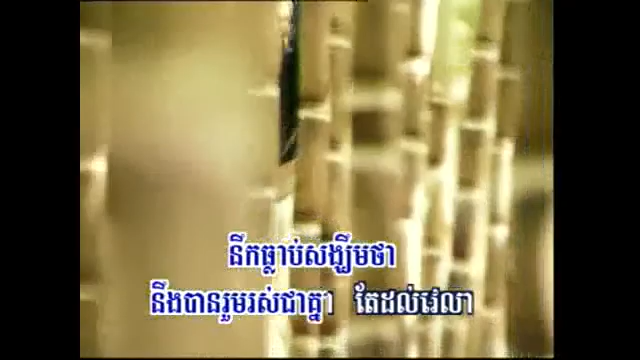 នឹកធ្លាប់សង្ឃឹមថា
នឹងបានរួមរស់ជាគ្នា តែដល់វេលា